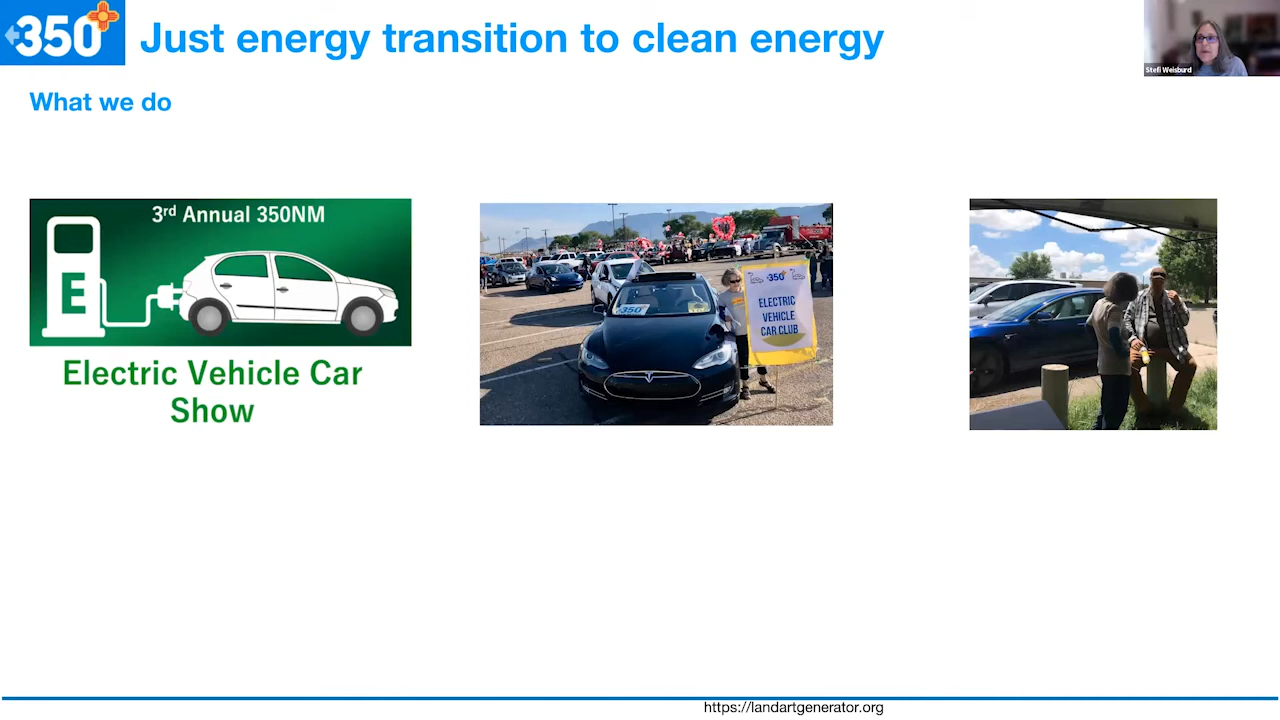 350
Just energy transition to clean energy
Stefi Weisburd
What we do
3rd Annual 350NM
E
Electric Vehicle Car
Show
350
350
ELECTRIC
VEHICLE
CAR CLUB
https://landartgenerator.org